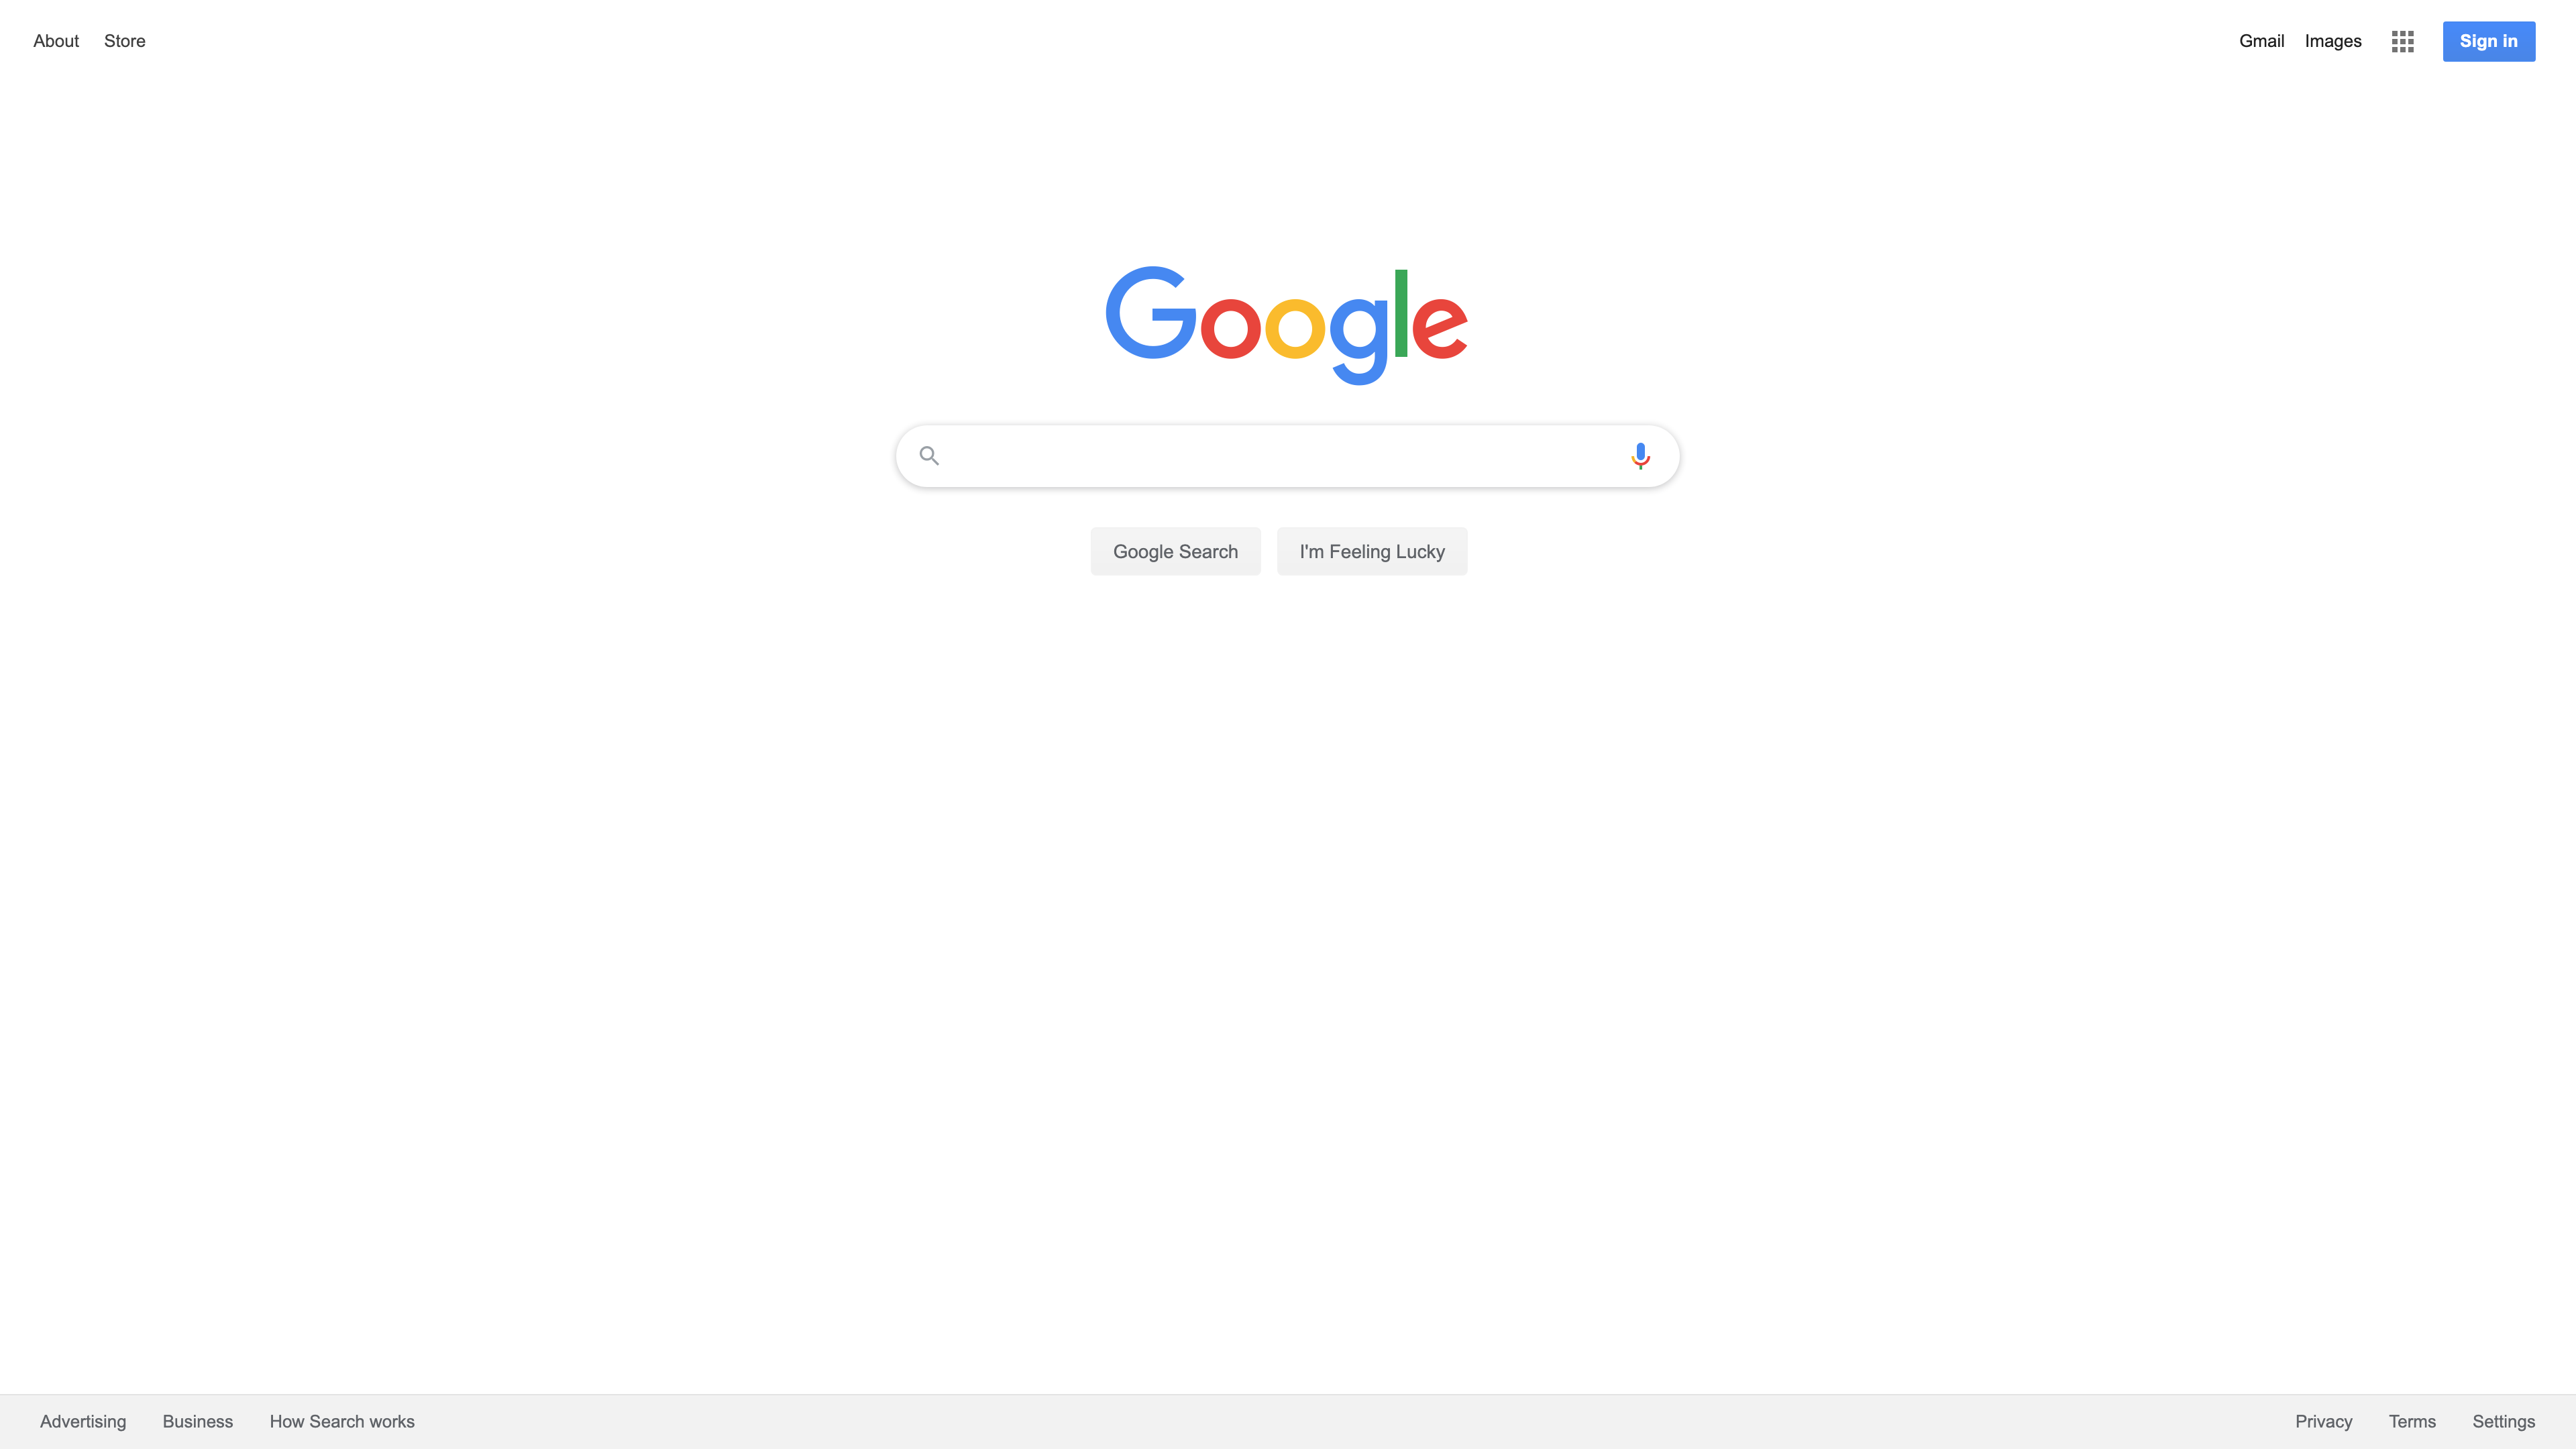 About Store
Gmail Images Sign in
Google
Google Search I'm Feeling Lucky
Advertising Business How Search works
Privacy Terms Settings